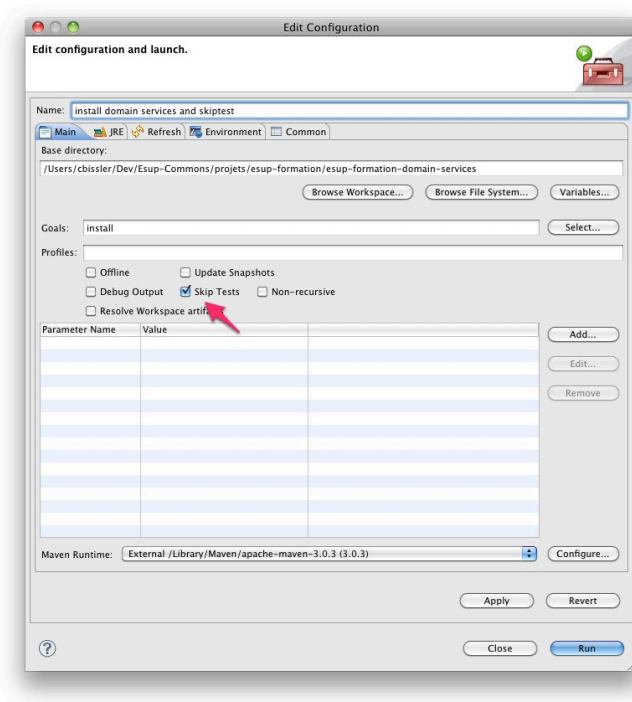 Edit Configuration
Edit configuration and launch.
Name: install domain services and skiptest
Main JRE Refresh Environment Common
Base directory:
/Users/cbissler/Dev/Esup-Commons/projets/esup-formation/esup-formation-domain-services
Browse Workspace... Browse File System... Variables...
Goals: install Select...
Profiles:
Offline Update Snapshots
Debug Output Skip Tests Non-recursive
Resolve Workspace
Parameter Name Value
Add...
Edit...
Remove
Maven Runtime: External /Library/Maven/apache-maven-3.0.3 (3.0.3) Configure...
Apply Revert
? Close Run